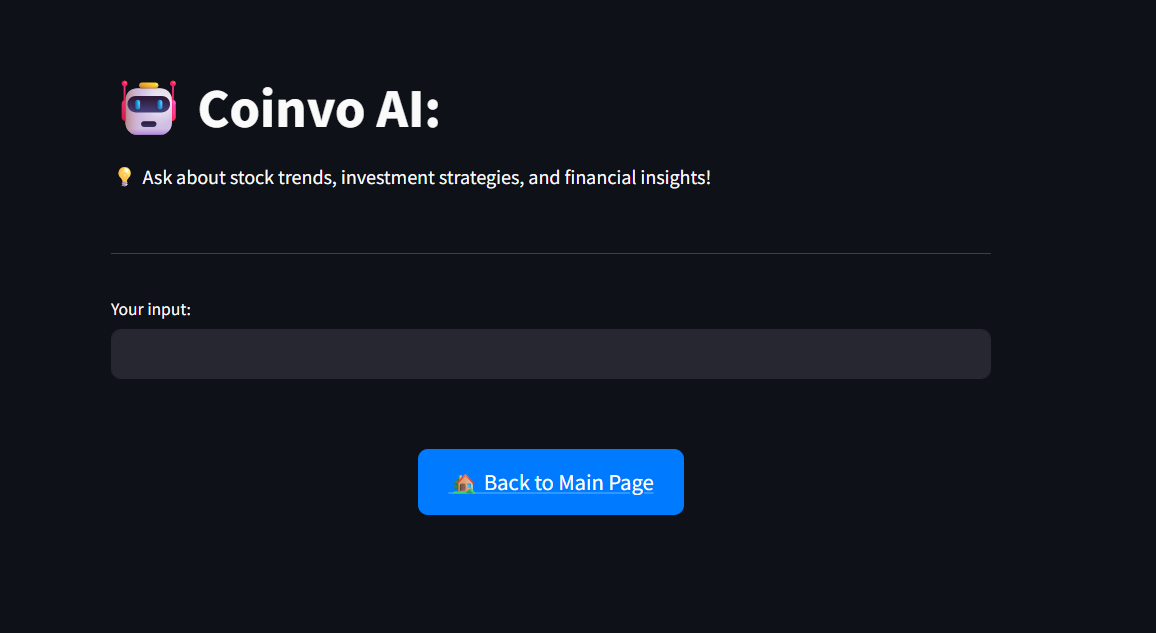 Coinvo AI:
Ask about stock trends, investment strategies, and financial insights!
Your input:
Back to Main Page